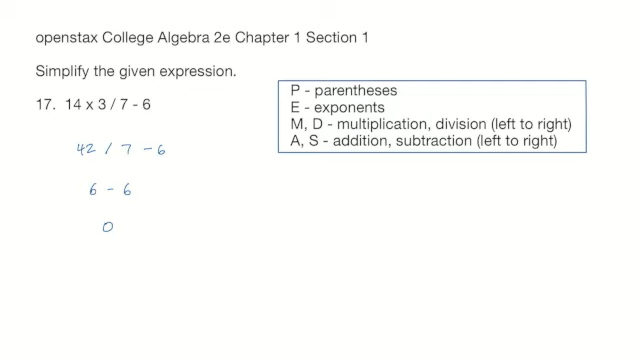 openstax College Algebra 2e Chapter 1 Section 1
Simplify the given expression.
17. 14 x 3 / 7 - 6
P - parentheses
E - exponents
M, D - multiplication, division (left to right)
A, S - addition, subtraction (left to right)
42 / 7 - 6
6 - 6
0